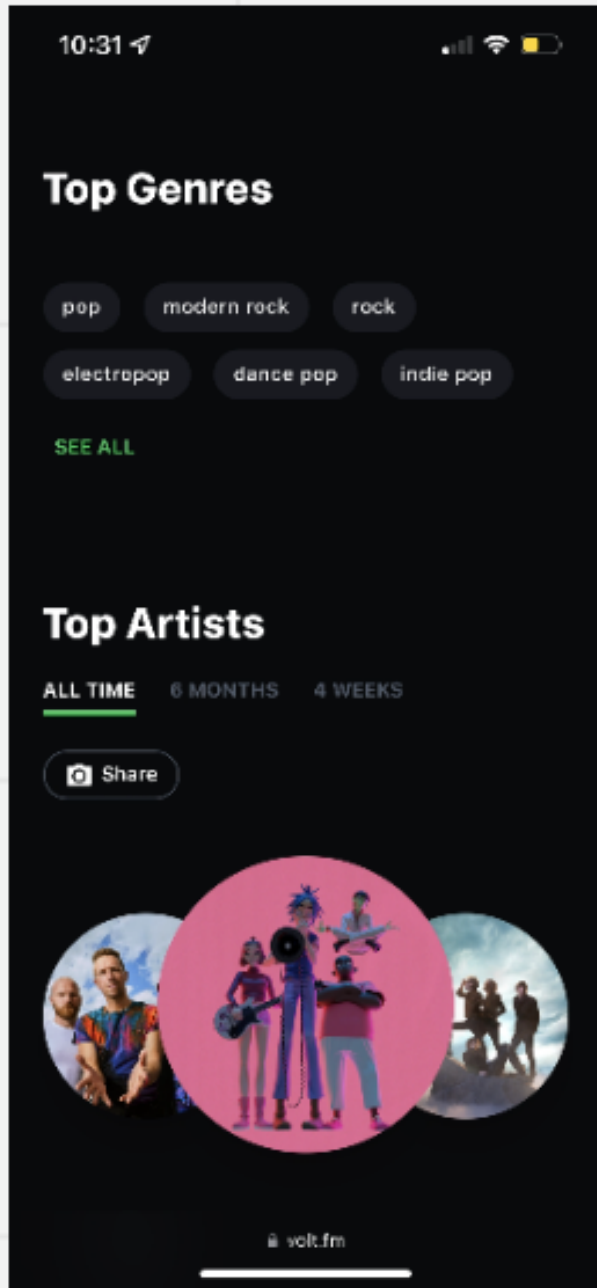 10:31
Top Genres
pop modern rock rock
electropop dance pop indie pop
SEE ALL
Top Artists
ALL TIME 6 MONTHS 4 WEEKS
Share
volt.fm